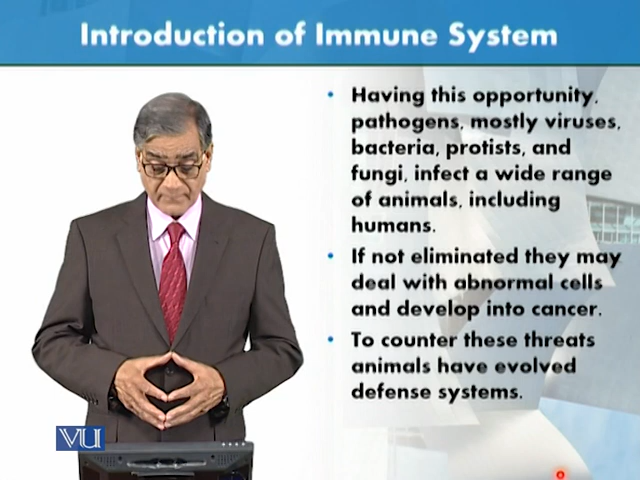 Introduction of Immune System
• Having this opportunity,
pathogens, mostly viruses,
bacteria, protists, and
fungi, infect a wide range
of animals, including
humans.
• If not eliminated they may
deal with abnormal cells
and develop into cancer.
• To counter these threats
animals have evolved
defense systems.
VU